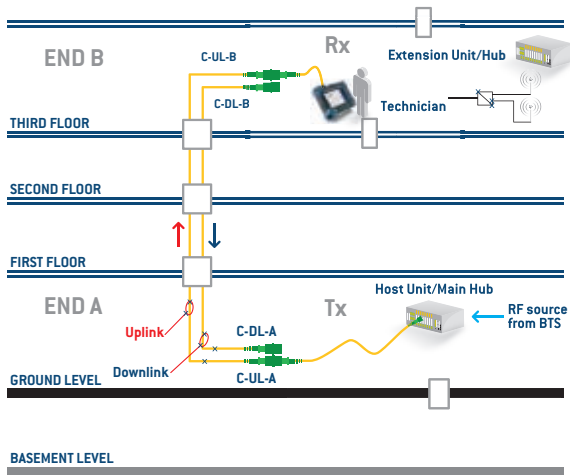 END B
C-UL-B
Rx
Extension Unit/Hub
C-DL-B
Technician
THIRD FLOOR
SECOND FLOOR
FIRST FLOOR
END A
Tx
Host Unit/Main Hub
RF source
from BTS
Uplink
C-DL-A
Downlink
C-UL-A
GROUND LEVEL
BASEMENT LEVEL